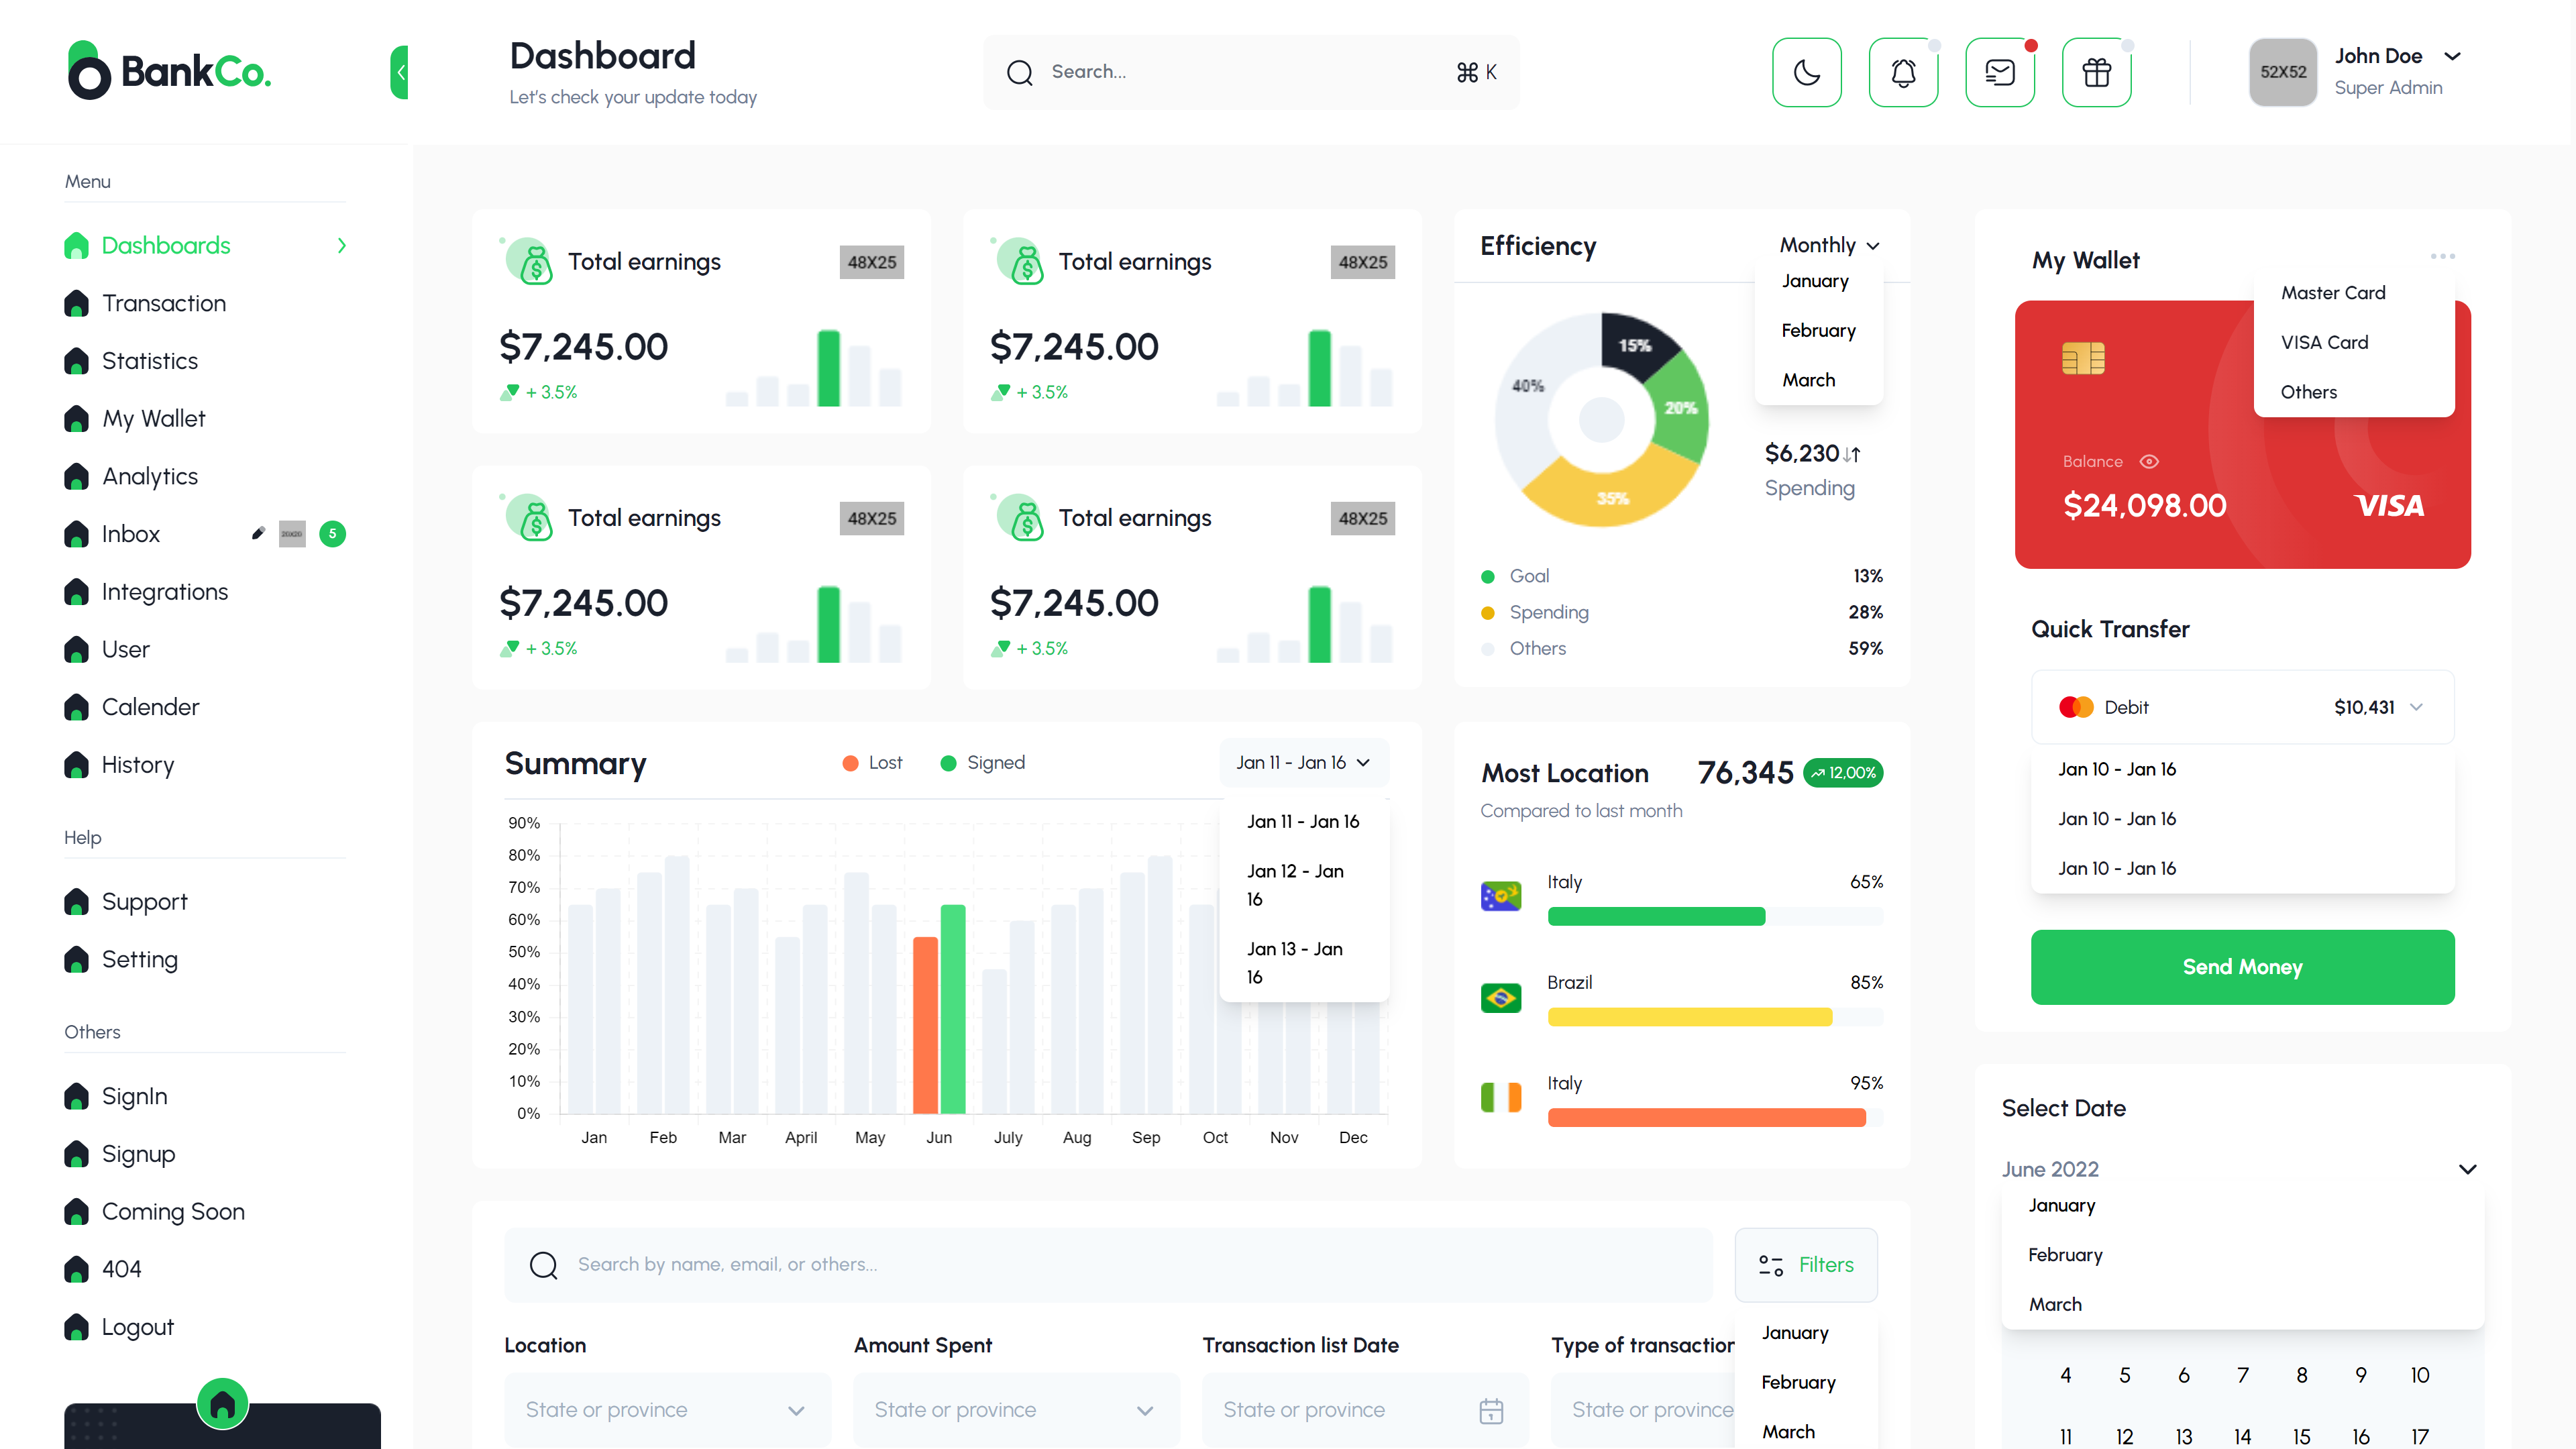 BankCo.
Dashboard
Let's check your update today
Search...
⌘ K
John Doe
Super Admin
52X52
Menu
Dashboards
Transaction
Statistics
My Wallet
Analytics
Inbox
20X20
5
Integrations
User
Calender
History
Help
Support
Setting
Others
SignIn
Signup
Coming Soon
404
Logout
Total earnings
48X25
$7,245.00
+ 3.5%
Total earnings
48X25
$7,245.00
+ 3.5%
Total earnings
48X25
$7,245.00
+ 3.5%
Total earnings
48X25
$7,245.00
+ 3.5%
Efficiency
Monthly
January
February
March
15%
20%
35%
40%
$6,230
Spending
Goal
13%
Spending
28%
Others
59%
Summary
Lost
Signed
Jan 11 - Jan 16
Jan 11 - Jan 16
Jan 12 - Jan
16
Jan 13 - Jan
16
90%
80%
70%
60%
50%
40%
30%
20%
10%
0%
Jan
Feb
Mar
April
May
Jun
July
Aug
Sep
Oct
Nov
Dec
Most Location
76,345
12,00%
Compared to last month
Italy
65%
Brazil
85%
Italy
95%
Search by name, email, or others...
Filters
January
February
March
Location
State or province
Amount Spent
State or province
Transaction list Date
State or province
1
Type of transaction
State or province
My Wallet
Master Card
VISA Card
Others
Balance
$24,098.00
VISA
Quick Transfer
Debit
$10,431
Jan 10 - Jan 16
Jan 10 - Jan 16
Jan 10 - Jan 16
Send Money
Select Date
June 2022
January
February
March
4 5 6 7 8 9 10
11 12 13 14 15 16 17